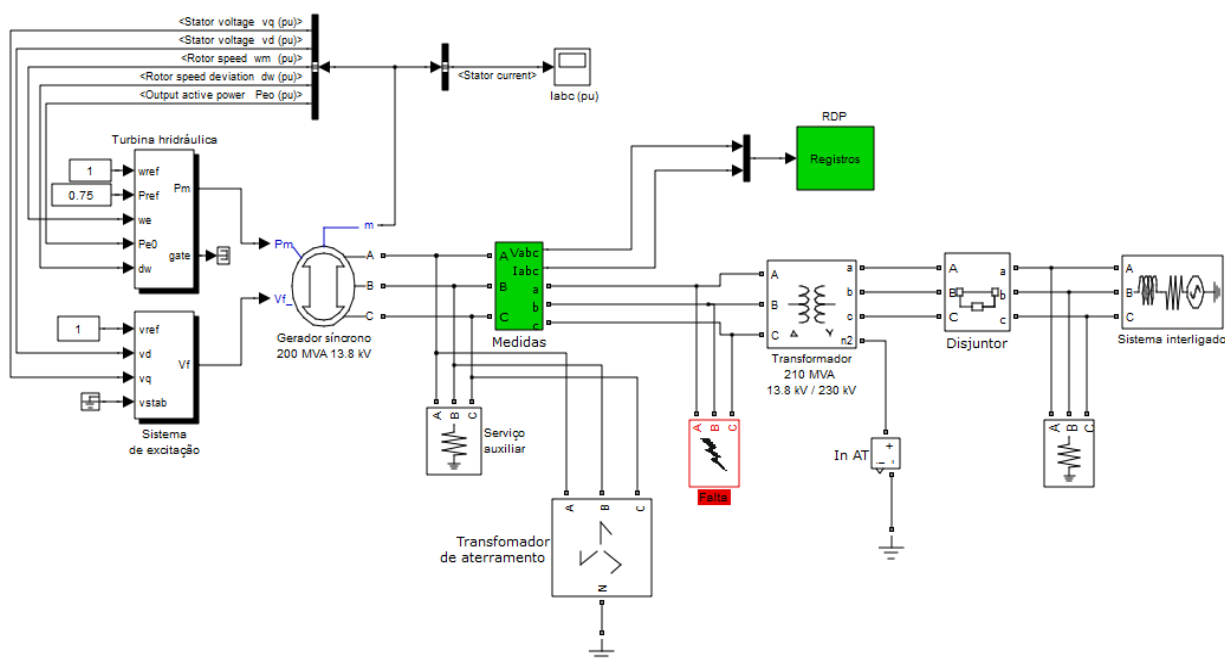 <Stator voltage vq (pu)>
<Stator voltage vd (pu)>
<Rotor speed wm (pu)>
<Rotor speed deviation dw (pu)>
<Output active power Peo (pu)>
<Stator current>
Iabc (pu)
RDP
Registros
Turbina hridráulica
1
0.75
wref
Pref
we
Pe0
dw
Pm
gate
Pm
Vf_
m
A
B
C
Gerador síncrono
200 MVA 13.8 kV
1
vref
vd
vq
vstab
Vf
Sistema
de excitação
A
B
C
Vabc
Iabc
a
b
c
Medidas
A
B
C
a
b
c
n2
Transformador
210 MVA
13.8 kV / 230 kV
A
B
C
a
b
c
Disjuntor
A
B
C
Sistema interligado
A B C
Serviço
auxiliar
A B C
Falta
In AT
+
-
i
A B C
A B C
N
Transfomador
de aterramento